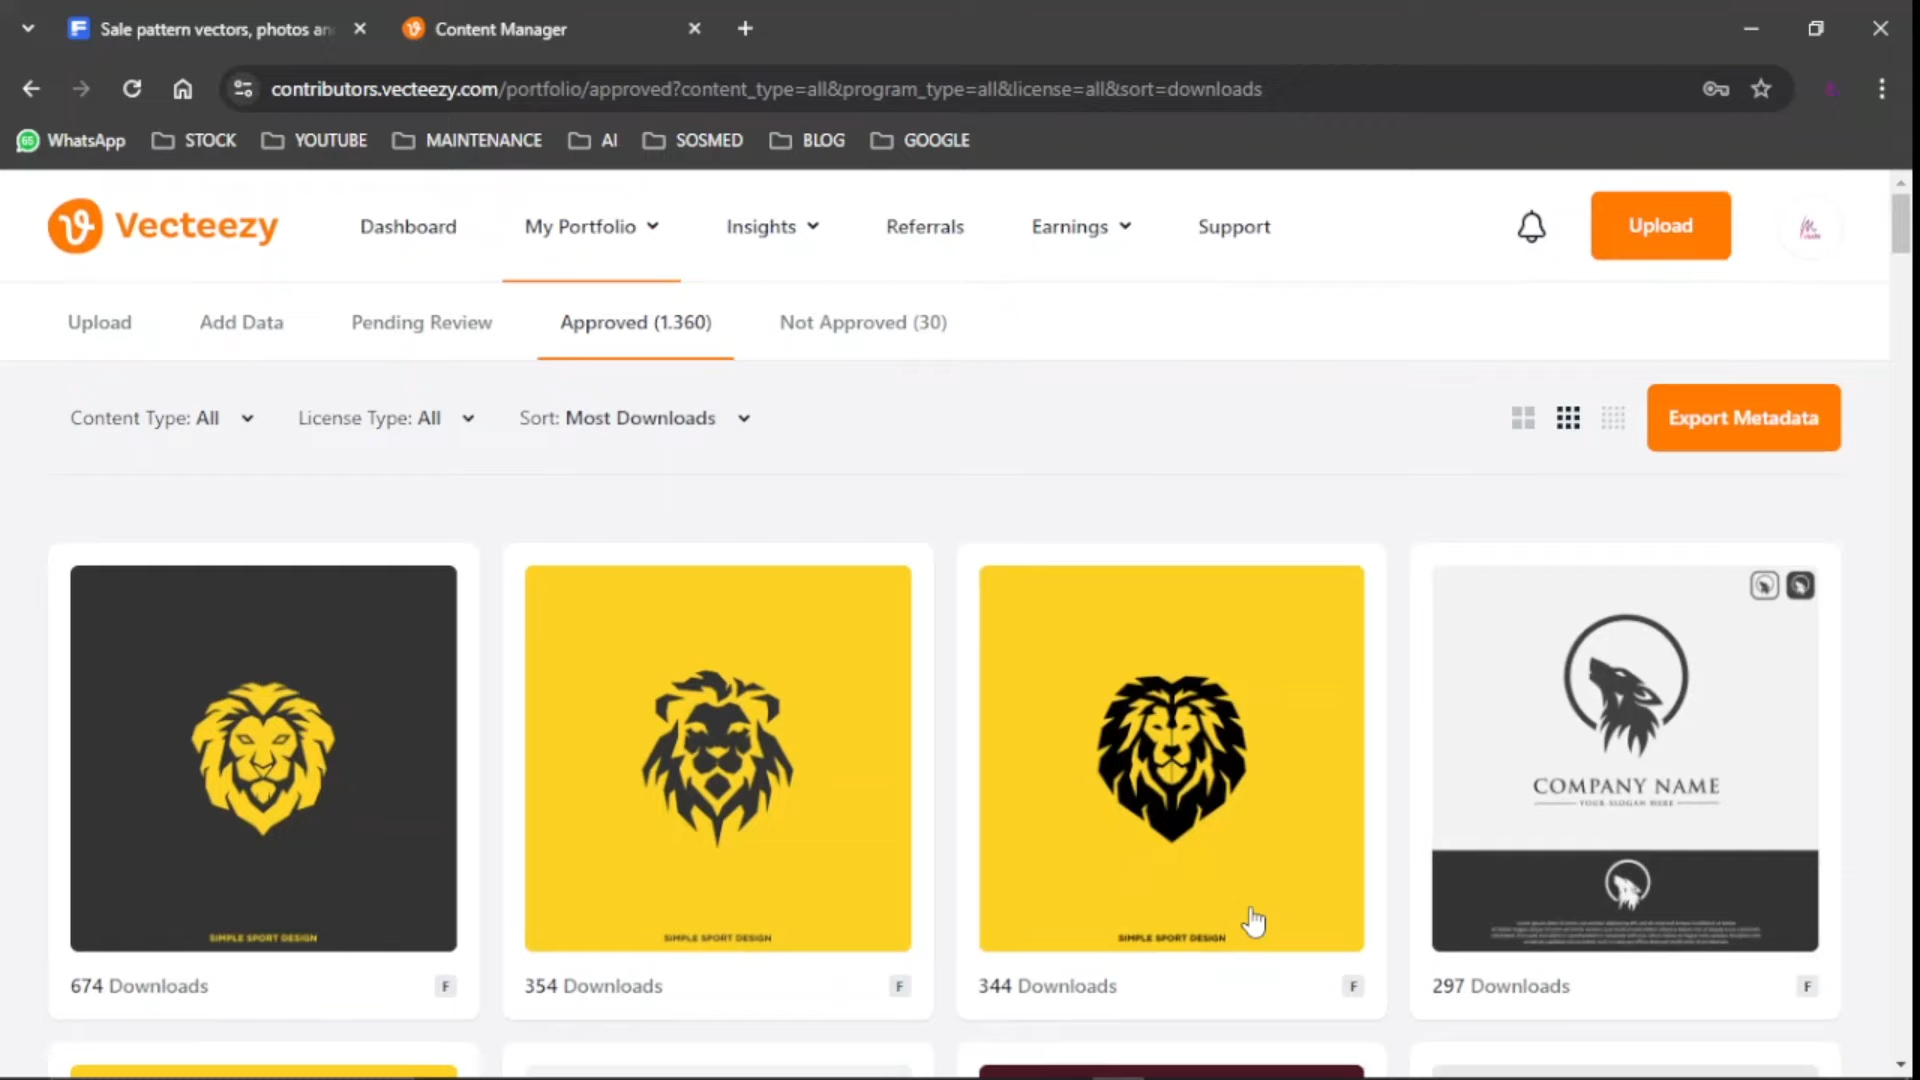 Sale pattern vectors, photos an
Content Manager
contributors.vecteezy.com/portfolio/approved?content_type=all&program_type=all&license=all&sort=downloads
WhatsApp STOCK YOUTUBE MAINTENANCE AI SOSMED BLOG GOOGLE
Vecteezy Dashboard My Portfolio Insights Referrals Earnings Support Upload
Upload Add Data Pending Review Approved (1.360) Not Approved (30)
Content Type: All License Type: All Sort: Most Downloads Export Metadata
SIMPLE SPORT DESIGN
674 Downloads F
SIMPLE SPORT DESIGN
354 Downloads F
SIMPLE SPORT DESIGN
344 Downloads F
COMPANY NAME
YOUR SLOGAN HERE
297 Downloads F